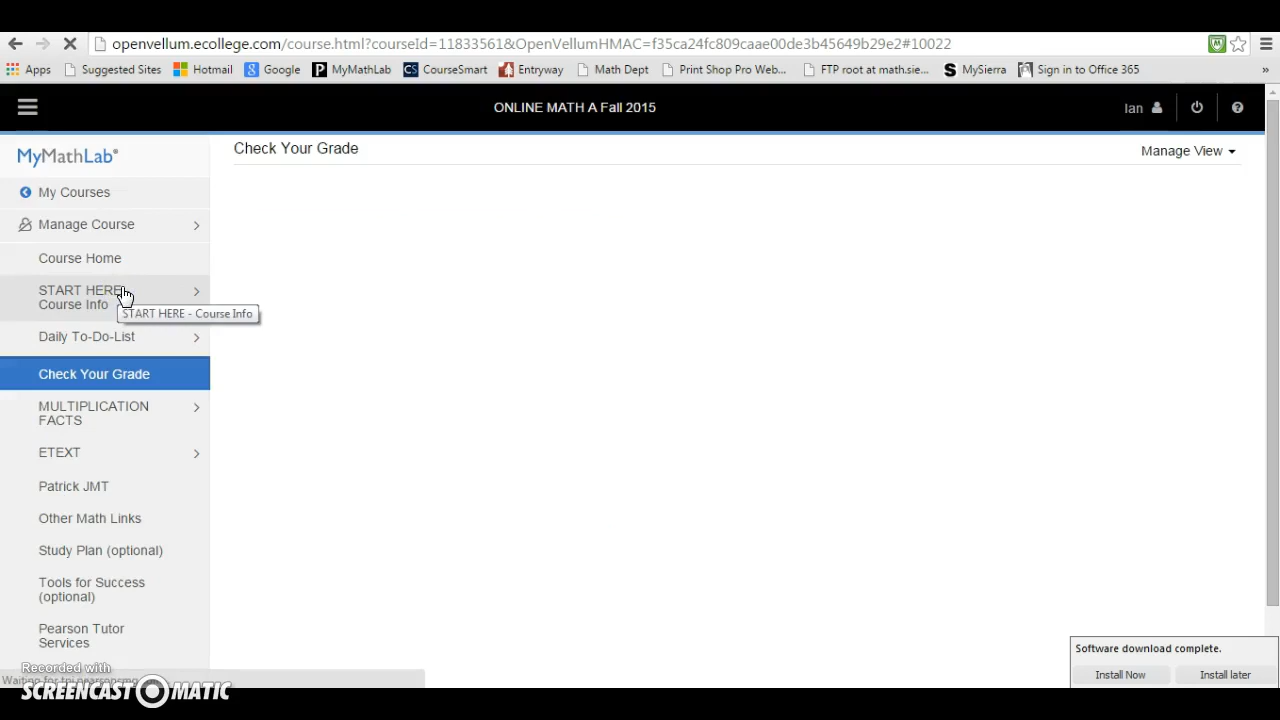 openvellum.ecollege.com/course.html?courseId=11833561&OpenVellumHMAC=f35ca24fc809caae00de3b45649b29e2#10022
Apps Suggested Sites Hotmail Google MyMathLab CourseSmart Entryway Math Dept Print Shop Pro Web... FTP root at math.sie... MySierra Sign in to Office 365 »
ONLINE MATH A Fall 2015
Ian
MyMathLab®
Check Your Grade
Manage View
My Courses
Manage Course
Course Home
START HERE
Course Info
START HERE - Course Info
Daily To-Do-List
Check Your Grade
MULTIPLICATION
FACTS
ETEXT
Patrick JMT
Other Math Links
Study Plan (optional)
Tools for Success
(optional)
Pearson Tutor
Services
Software download complete.
Install Now Install later
Recorded with
Waiting for
SCREENCAST MATIC